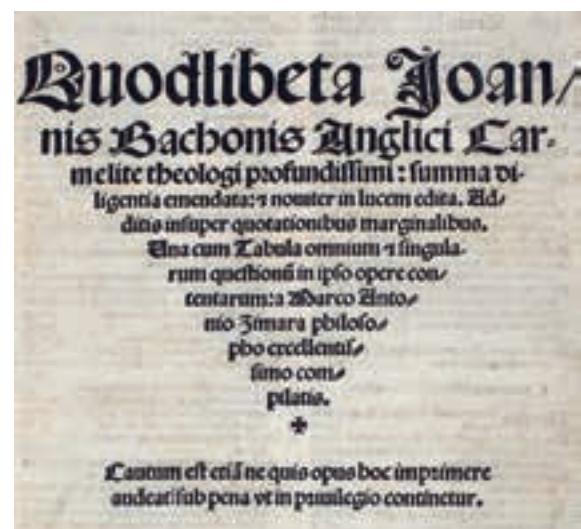 Quodlibeta Joan/
nis Bachonis Anglici Car-
melite theologi profundissimi: summa di-
ligentia emendata: ⁊ nouiter in lucem edita. Ad/
ditis insuper quotationibus marginalibus.
Una cum Tabula omnium ⁊ singula-
rum questionū in ipso opere con/
tentarum: a Marco Anto/
nio Zimara philoso/
pho excellentis/
simo com/
pilatis.
Cautum est etiā ne quis opus hoc imprimere
audeat: sub pena vt in priuilegio continetur.